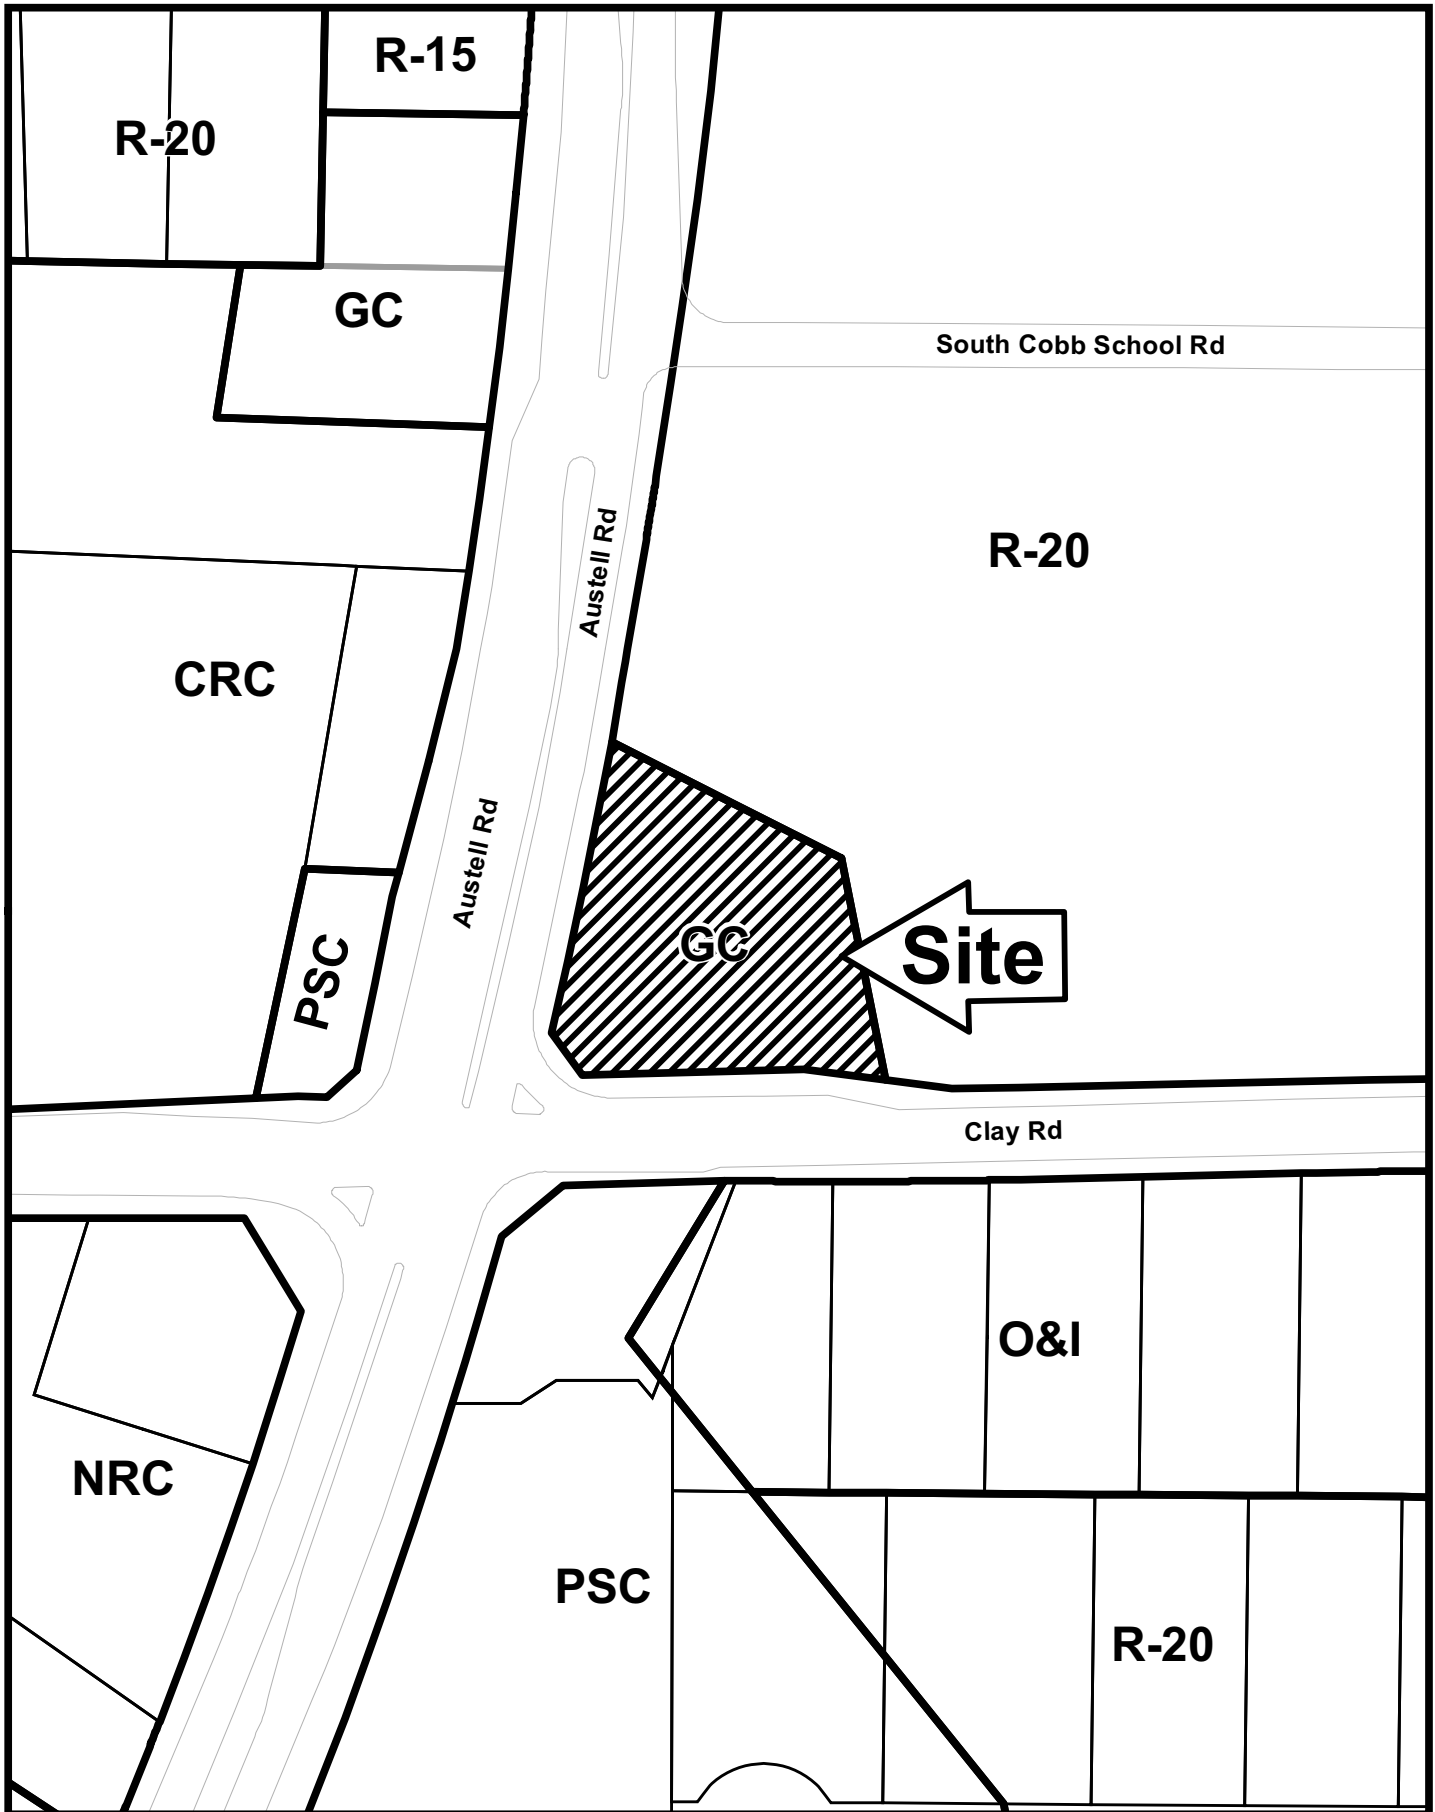 R-15
R-20
GC
South Cobb School Rd
Austell Rd
R-20
CRC
Austell Rd
GC
Site
PSC
Clay Rd
O&I
NRC
PSC
R-20